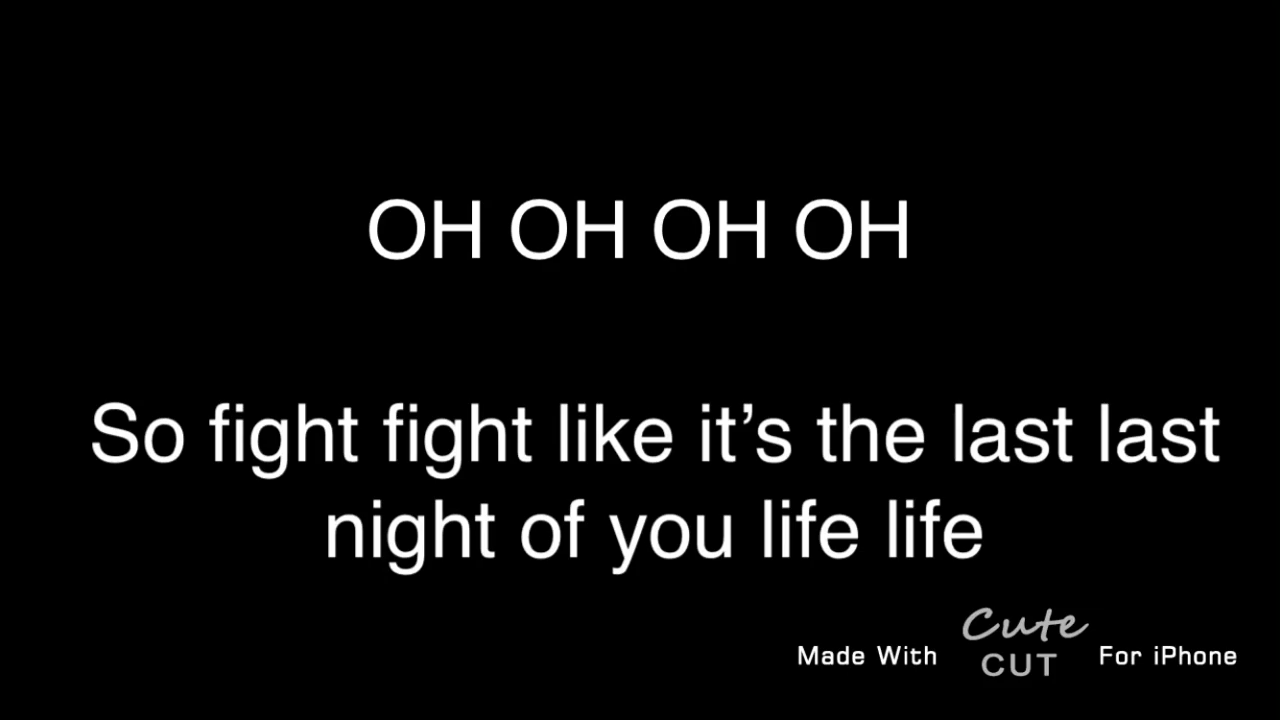 OH OH OH OH
So fight fight like it’s the last last
night of you life life
Made With Cute CUT For iPhone